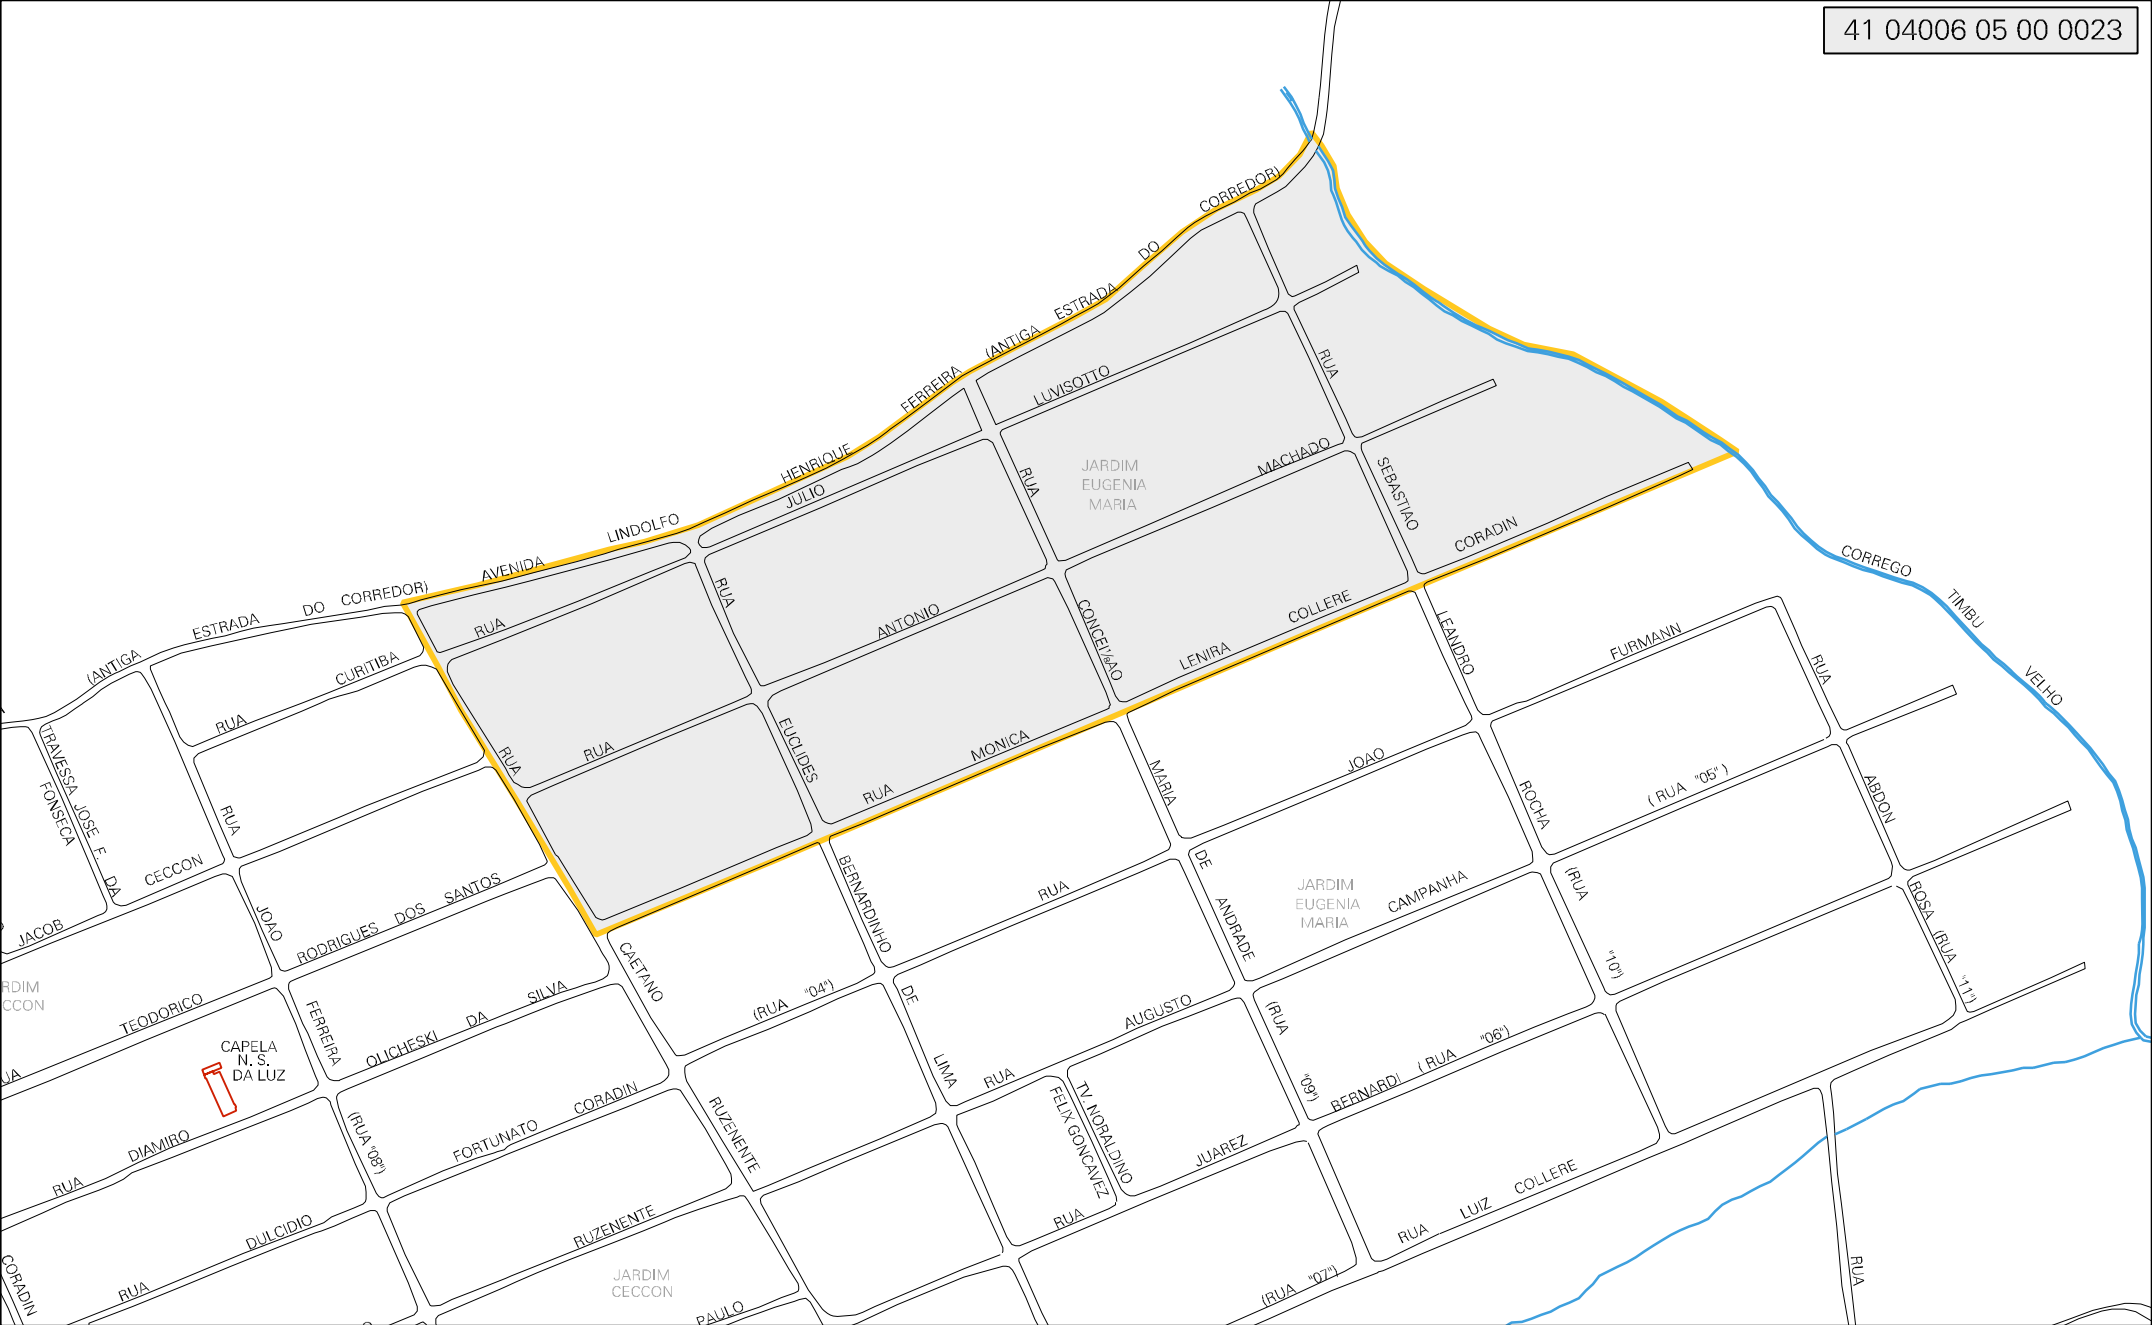 41 04006 05 00 0023
AVENIDA LINDOLFO HENRIQUE FERREIRA (ANTIGA ESTRADA DO CORREDOR)
(ANTIGA ESTRADA DO CORREDOR)
RUA JULIO LUVISOTTO
RUA ANTONIO MACHADO
RUA MONICA LENIRA COLLERE CORADIN
JARDIM
EUGENIA
MARIA
RUA SEBASTIAO LEANDRO ROCHA (RUA "10")
RUA CONCEI½AO MARIA DE ANDRADE (RUA "09")
RUA EUCLIDES BERNARDINHO DE LIMA
RUA CAETANO RUZENENTE
CORREGO TIMBU VELHO
RUA CURITIBA
TRAVESSA JOSE F. DA
FONSECA
RUA JOAO FERREIRA (RUA "08")
JACOB CECCON
TEODORICO RODRIGUES DOS SANTOS
UA
RUA DIAMIRO OLICHESKI DA SILVA
RUA DULCIDIO FORTUNATO CORADIN
RUZENENTE
PAULO
CORADIN
RDIM
CCON
CAPELA
N. S.
DA LUZ
JARDIM
CECCON
(RUA "04") RUA JOAO FURMANN
RUA AUGUSTO CAMPANHA ( RUA "05" )
RUA JUAREZ BERNARDI ( RUA "06")
(RUA "07") RUA LUIZ COLLERE
TV. NORALDINO
FELIX GONCAVEZ
JARDIM
EUGENIA
MARIA
RUA ABDON ROSA (RUA "11")
RUA